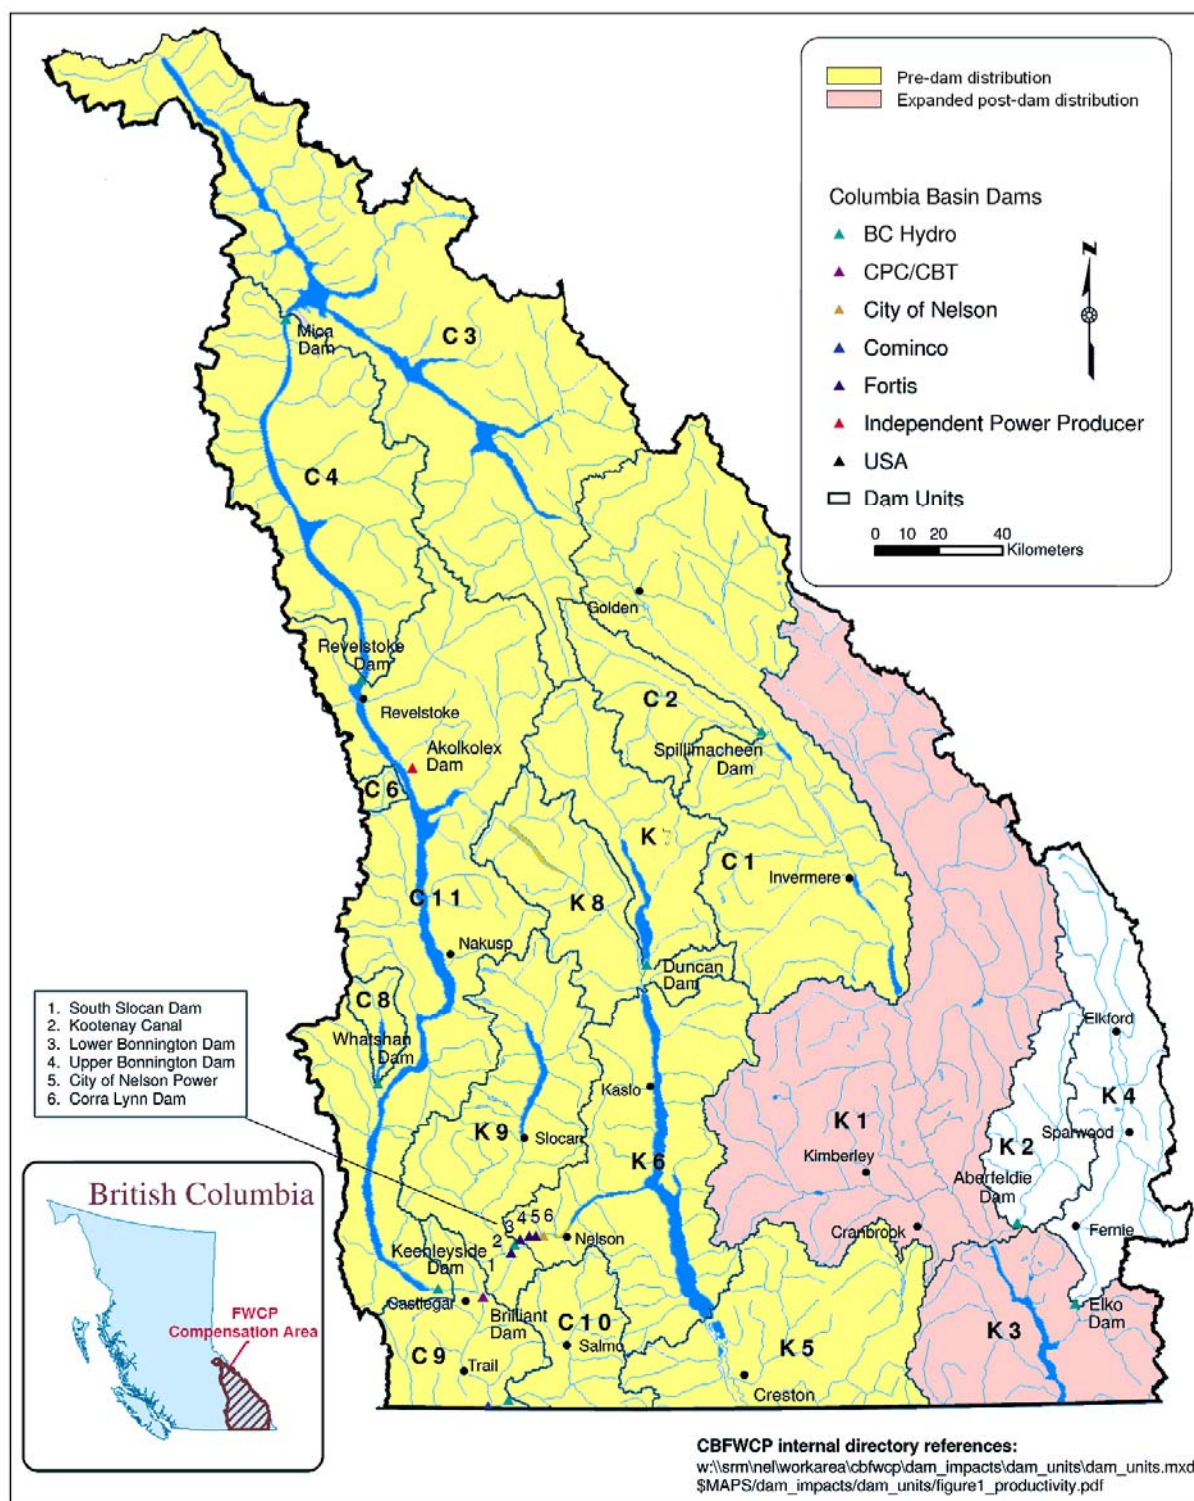 Pre-dam distribution
Expanded post-dam distribution
Columbia Basin Dams
BC Hydro
CPC/CBT
City of Nelson
Cominco
Fortis
Independent Power Producer
USA
Dam Units
0 10 20 40
Kilometers
N
C 3
Mica
Dam
C 4
Golden
Revelstoke
Dam
Revelstoke
C 2
Spillimacheen
Dam
Akolkolex
Dam
C 6
K 7
C 1
Invermere
C 1 1
K 8
Nakusp
Duncan
Dam
C 8
Whatshan
Dam
Elkford
1. South Slocan Dam
2. Kootenay Canal
3. Lower Bonnington Dam
4. Upper Bonnington Dam
5. City of Nelson Power
6. Corra Lynn Dam
Kaslo
K 4
K 9
Slocan
K 1
Sparwood
K 2
K 6
Kimberley
Aberfeldie
Dam
British Columbia
FWCP
Compensation Area
1 2 3 4 5 6
Nelson
Cranbrook
Fernie
Keenleyside
Dam
Castlegar
Brilliant
Dam
Elko
Dam
C 1 0
K 3
Salmo
K 5
C 9
Trail
Creston
CBFWCP internal directory references:
w:\\srm\nel\workarea\cbfwcp\dam_impacts\dam_units\dam_units.mxd
$MAPS/dam_impacts/dam_units/figure1_productivity.pdf